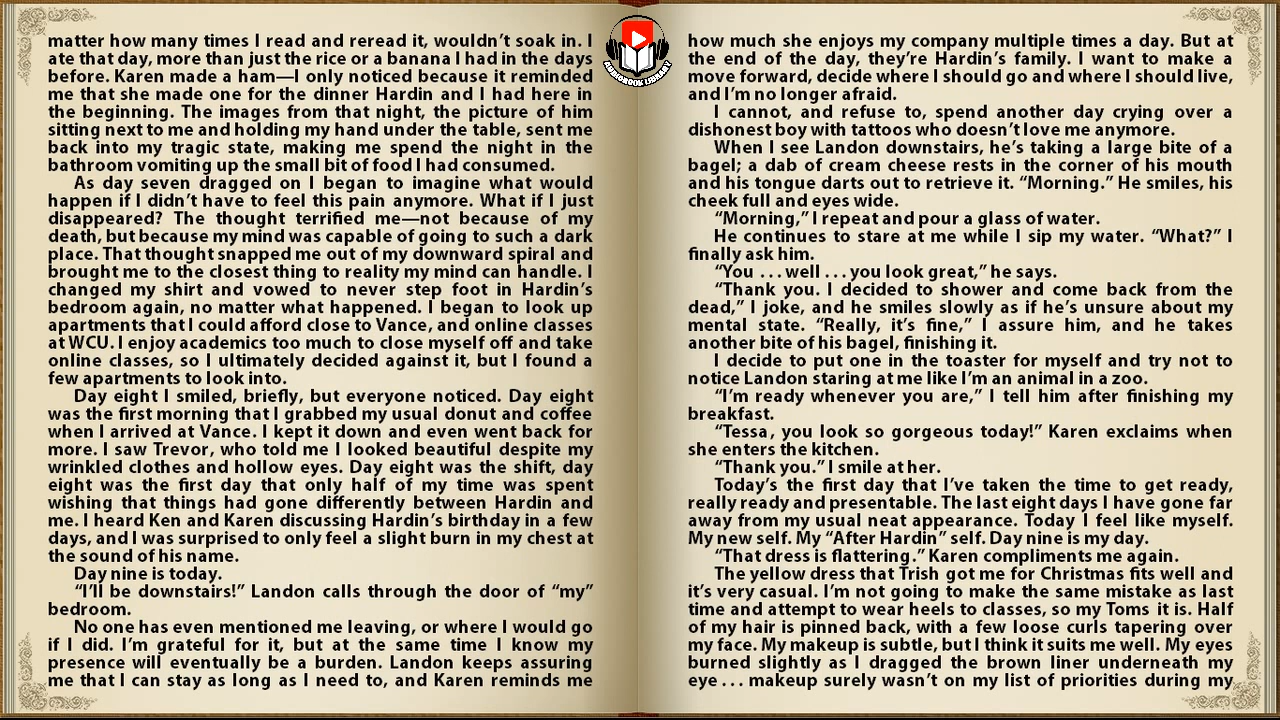 matter how many times I read and reread it, wouldn’t soak in. I
ate that day, more than just the rice or a banana I had in the days
before. Karen made a ham—I only noticed because it reminded
me that she made one for the dinner Hardin and I had here in
the beginning. The images from that night, the picture of him
sitting next to me and holding my hand under the table, sent me
back into my tragic state, making me spend the night in the
bathroom vomiting up the small bit of food I had consumed.
As day seven dragged on I began to imagine what would
happen if I didn’t have to feel this pain anymore. What if I just
disappeared? The thought terrified me—not because of my
death, but because my mind was capable of going to such a dark
place. That thought snapped me out of my downward spiral and
brought me to the closest thing to reality my mind can handle. I
changed my shirt and vowed to never step foot in Hardin’s
bedroom again, no matter what happened. I began to look up
apartments that I could afford close to Vance, and online classes
at WCU. I enjoy academics too much to close myself off and take
online classes, so I ultimately decided against it, but I found a
few apartments to look into.
Day eight I smiled, briefly, but everyone noticed. Day eight
was the first morning that I grabbed my usual donut and coffee
when I arrived at Vance. I kept it down and even went back for
more. I saw Trevor, who told me I looked beautiful despite my
wrinkled clothes and hollow eyes. Day eight was the shift, day
eight was the first day that only half of my time was spent
wishing that things had gone differently between Hardin and
me. I heard Ken and Karen discussing Hardin’s birthday in a few
days, and I was surprised to only feel a slight burn in my chest at
the sound of his name.
Day nine is today.
“I’ll be downstairs!” Landon calls through the door of “my”
bedroom.
No one has even mentioned me leaving, or where I would go
if I did. I’m grateful for it, but at the same time I know my
presence will eventually be a burden. Landon keeps assuring
me that I can stay as long as I need to, and Karen reminds me
AUDIOBOOK LIBRARY
how much she enjoys my company multiple times a day. But at
the end of the day, they’re Hardin’s family. I want to make a
move forward, decide where I should go and where I should live,
and I’m no longer afraid.
I cannot, and refuse to, spend another day crying over a
dishonest boy with tattoos who doesn’t love me anymore.
When I see Landon downstairs, he’s taking a large bite of a
bagel; a dab of cream cheese rests in the corner of his mouth
and his tongue darts out to retrieve it. “Morning.” He smiles, his
cheek full and eyes wide.
“Morning,” I repeat and pour a glass of water.
He continues to stare at me while I sip my water. “What?” I
finally ask him.
“You . . . well . . . you look great,” he says.
“Thank you. I decided to shower and come back from the
dead,” I joke, and he smiles slowly as if he’s unsure about my
mental state. “Really, it’s fine,” I assure him, and he takes
another bite of his bagel, finishing it.
I decide to put one in the toaster for myself and try not to
notice Landon staring at me like I’m an animal in a zoo.
“I’m ready whenever you are,” I tell him after finishing my
breakfast.
“Tessa, you look so gorgeous today!” Karen exclaims when
she enters the kitchen.
“Thank you.” I smile at her.
Today’s the first day that I’ve taken the time to get ready,
really ready and presentable. The last eight days I have gone far
away from my usual neat appearance. Today I feel like myself.
My new self. My “After Hardin” self. Day nine is my day.
“That dress is flattering.” Karen compliments me again.
The yellow dress that Trish got me for Christmas fits well and
it’s very casual. I’m not going to make the same mistake as last
time and attempt to wear heels to classes, so my Toms it is. Half
of my hair is pinned back, with a few loose curls tapering over
my face. My makeup is subtle, but I think it suits me well. My eyes
burned slightly as I dragged the brown liner underneath my
eye . . . makeup surely wasn’t on my list of priorities during my